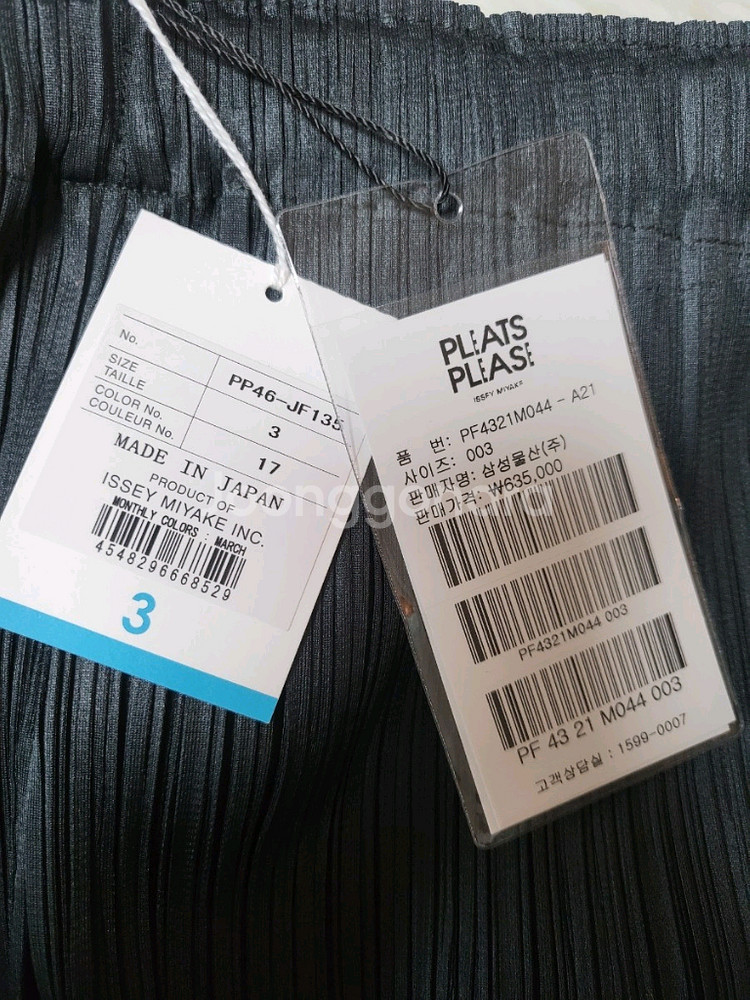 No.
PP46-JF135
SIZE
TAILLE
3
COLOR No.
COULEUR No.
17
MADE IN JAPAN
PRODUCT OF
ISSEY MIYAKE INC.
MONTHLY COLORS : MARCH
4548296668529
3
PLEATS
PLEASE
ISSEY MIYAKE
품 번: PF4321M044 - A21
사이즈: 003
판매자명: 삼성물산(주)
판매가격: ₩635,000
PF4321M044 003
PF 43 21 M044 003
고객상담실 : 1599-0007